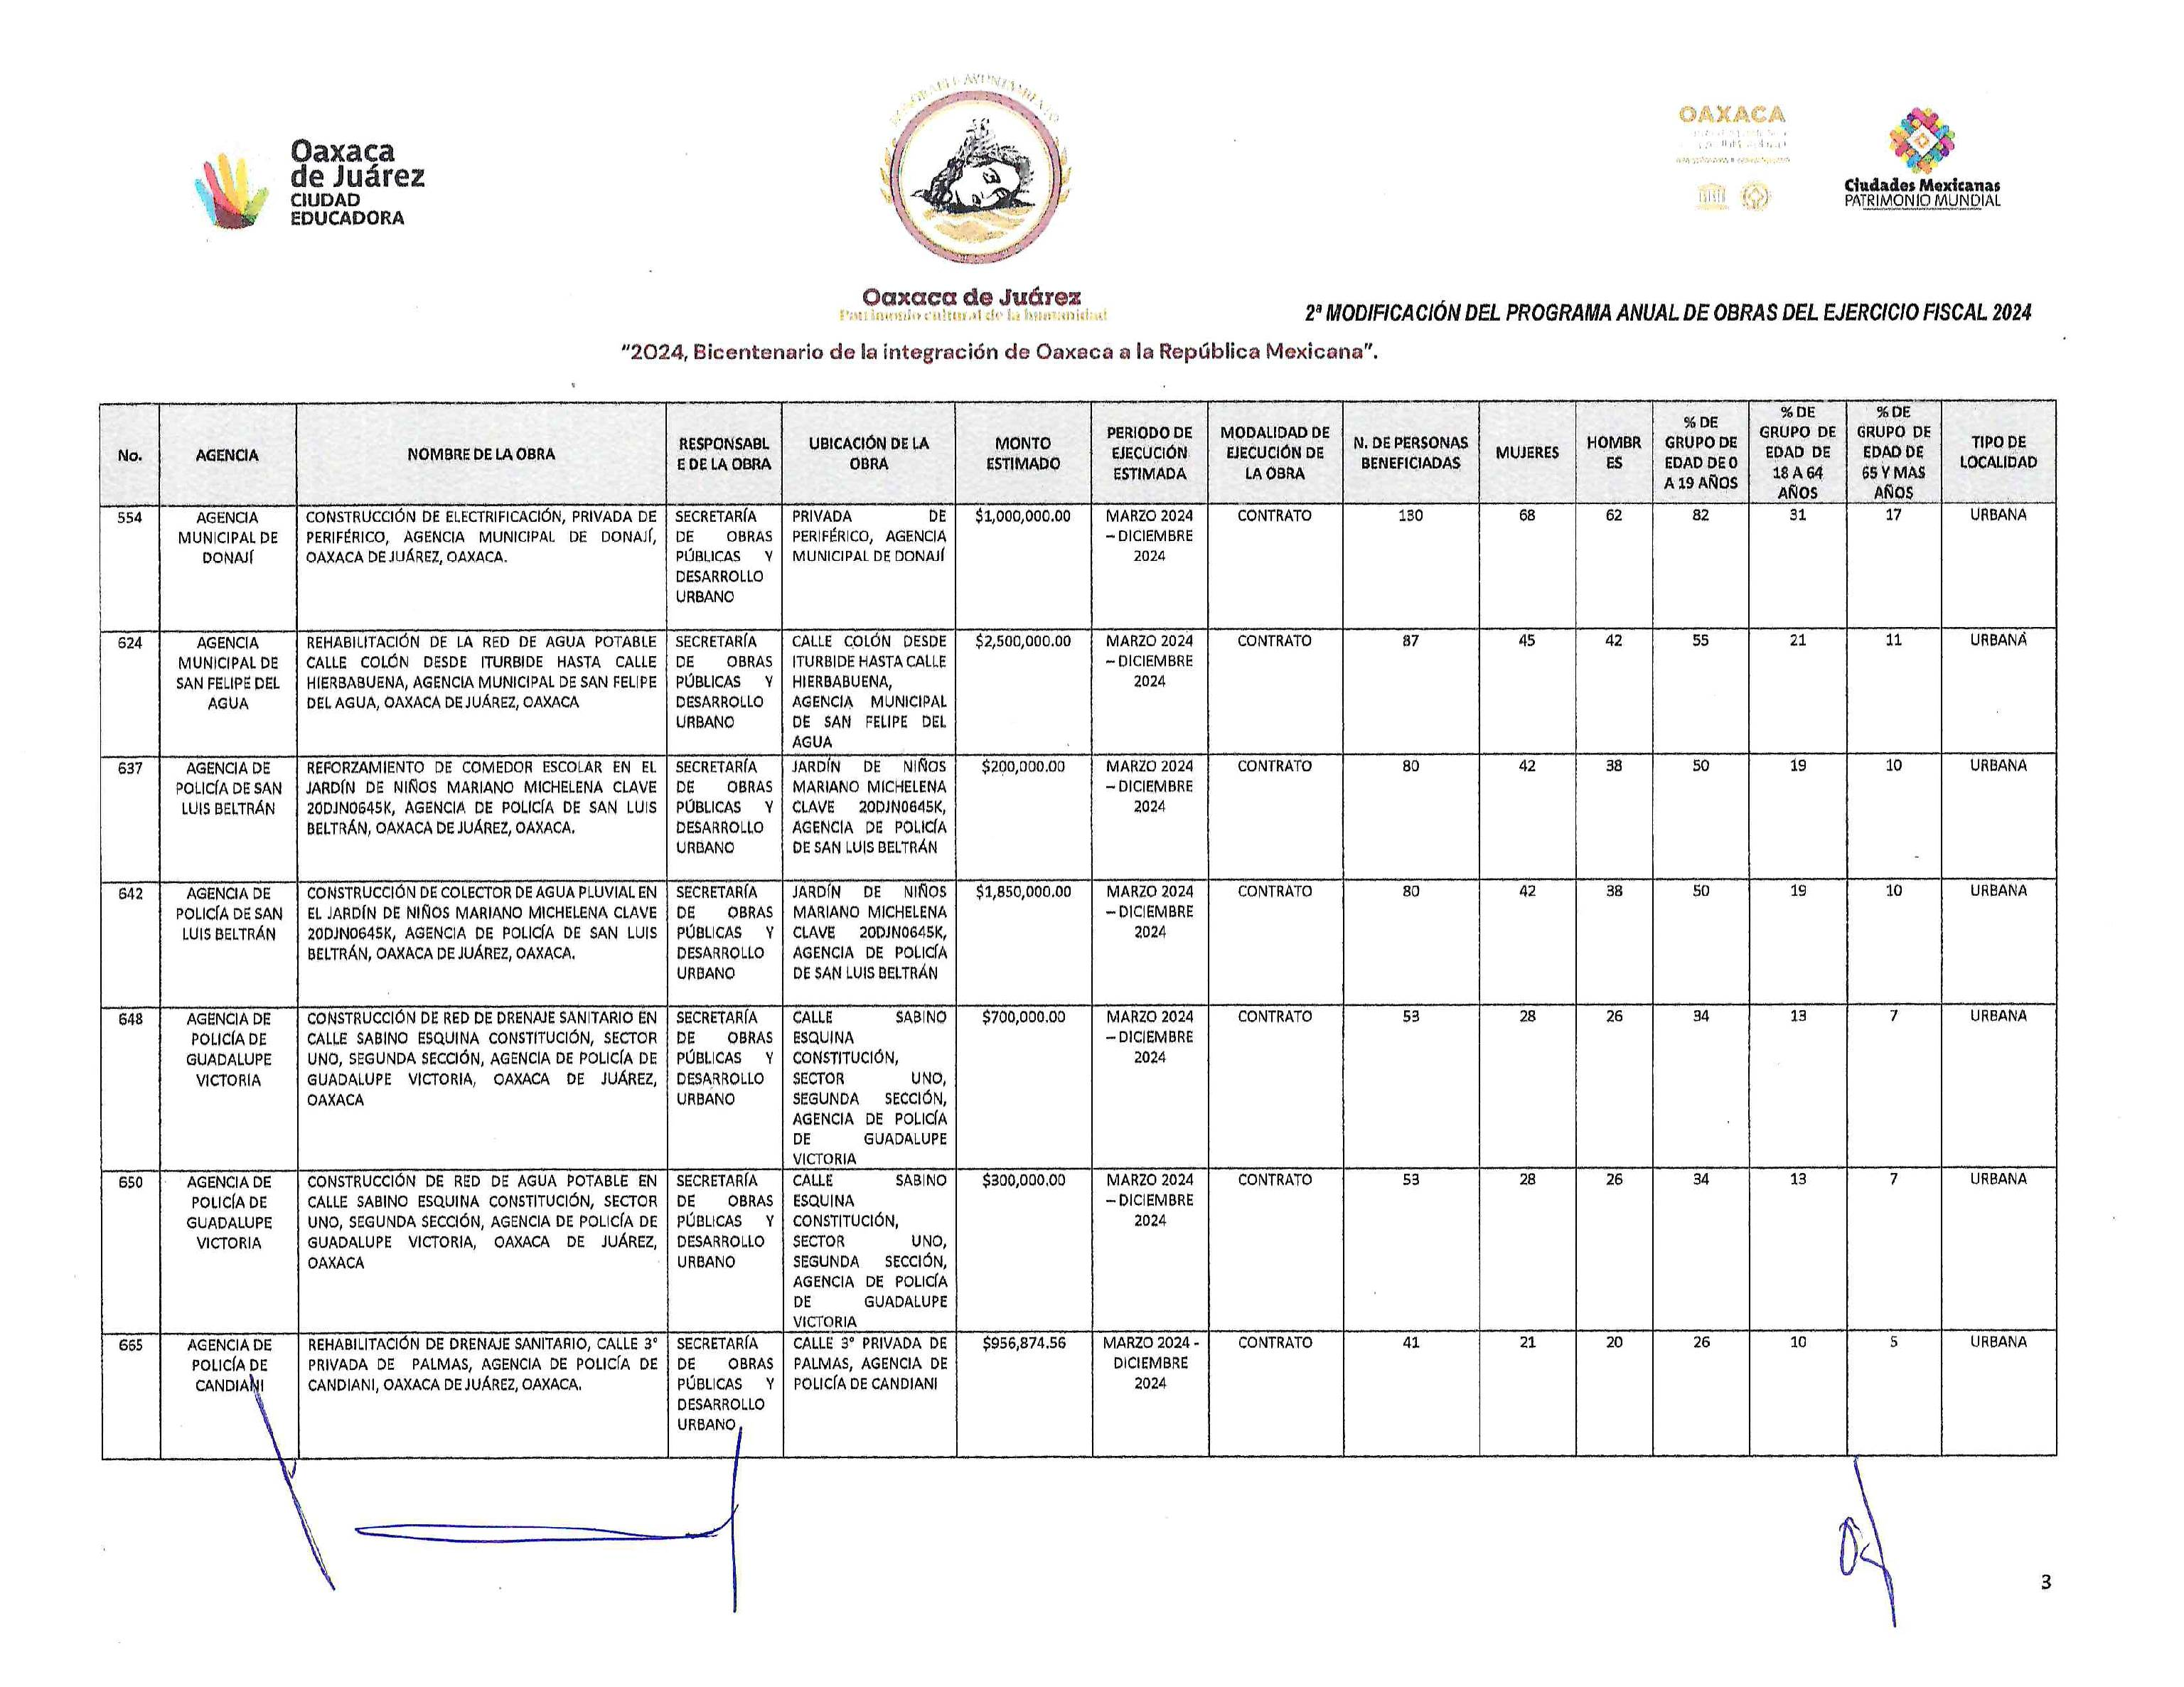 Oaxaca
de Juárez
CIUDAD
EDUCADORA
HONORABLE AYUNTAMIENTO
Oaxaca de Juárez
Patrimonio cultural de la humanidad
OAXACA
Ciudades Mexicanas
PATRIMONIO MUNDIAL
2ª MODIFICACIÓN DEL PROGRAMA ANUAL DE OBRAS DEL EJERCICIO FISCAL 2024
"2024, Bicentenario de la integración de Oaxaca a la República Mexicana".
No.
AGENCIA
NOMBRE DE LA OBRA
RESPONSABL
E DE LA OBRA
UBICACIÓN DE LA
OBRA
MONTO
ESTIMADO
PERIODO DE
EJECUCIÓN
ESTIMADA
MODALIDAD DE
EJECUCIÓN DE
LA OBRA
N. DE PERSONAS
BENEFICIADAS
MUJERES
HOMBR
ES
% DE
GRUPO DE
EDAD DE 0
A 19 AÑOS
% DE
GRUPO DE
EDAD DE
18 A 64
AÑOS
% DE
GRUPO DE
EDAD DE
65 Y MAS
AÑOS
TIPO DE
LOCALIDAD
554
AGENCIA
MUNICIPAL DE
DONAJÍ
CONSTRUCCIÓN DE ELECTRIFICACIÓN, PRIVADA DE
PERIFÉRICO, AGENCIA MUNICIPAL DE DONAJÍ,
OAXACA DE JUÁREZ, OAXACA.
SECRETARÍA
DE OBRAS
PÚBLICAS Y
DESARROLLO
URBANO
PRIVADA DE
PERIFÉRICO, AGENCIA
MUNICIPAL DE DONAJÍ
$1,000,000.00
MARZO 2024
– DICIEMBRE
2024
CONTRATO
130
68
62
82
31
17
URBANA
624
AGENCIA
MUNICIPAL DE
SAN FELIPE DEL
AGUA
REHABILITACIÓN DE LA RED DE AGUA POTABLE
CALLE COLÓN DESDE ITURBIDE HASTA CALLE
HIERBABUENA, AGENCIA MUNICIPAL DE SAN FELIPE
DEL AGUA, OAXACA DE JUÁREZ, OAXACA
SECRETARÍA
DE OBRAS
PÚBLICAS Y
DESARROLLO
URBANO
CALLE COLÓN DESDE
ITURBIDE HASTA CALLE
HIERBABUENA,
AGENCIA MUNICIPAL
DE SAN FELIPE DEL
AGUA
$2,500,000.00
MARZO 2024
– DICIEMBRE
2024
CONTRATO
87
45
42
55
21
11
URBANA
637
AGENCIA DE
POLICÍA DE SAN
LUIS BELTRÁN
REFORZAMIENTO DE COMEDOR ESCOLAR EN EL
JARDÍN DE NIÑOS MARIANO MICHELENA CLAVE
20DJN0645K, AGENCIA DE POLICÍA DE SAN LUIS
BELTRÁN, OAXACA DE JUÁREZ, OAXACA.
SECRETARÍA
DE OBRAS
PÚBLICAS Y
DESARROLLO
URBANO
JARDÍN DE NIÑOS
MARIANO MICHELENA
CLAVE 20DJN0645K,
AGENCIA DE POLICÍA
DE SAN LUIS BELTRÁN
$200,000.00
MARZO 2024
– DICIEMBRE
2024
CONTRATO
80
42
38
50
19
10
URBANA
642
AGENCIA DE
POLICÍA DE SAN
LUIS BELTRÁN
CONSTRUCCIÓN DE COLECTOR DE AGUA PLUVIAL EN
EL JARDÍN DE NIÑOS MARIANO MICHELENA CLAVE
20DJN0645K, AGENCIA DE POLICÍA DE SAN LUIS
BELTRÁN, OAXACA DE JUÁREZ, OAXACA.
SECRETARÍA
DE OBRAS
PÚBLICAS Y
DESARROLLO
URBANO
JARDÍN DE NIÑOS
MARIANO MICHELENA
CLAVE 20DJN0645K,
AGENCIA DE POLICÍA
DE SAN LUIS BELTRÁN
$1,850,000.00
MARZO 2024
– DICIEMBRE
2024
CONTRATO
80
42
38
50
19
10
URBANA
648
AGENCIA DE
POLICÍA DE
GUADALUPE
VICTORIA
CONSTRUCCIÓN DE RED DE DRENAJE SANITARIO EN
CALLE SABINO ESQUINA CONSTITUCIÓN, SECTOR
UNO, SEGUNDA SECCIÓN, AGENCIA DE POLICÍA DE
GUADALUPE VICTORIA, OAXACA DE JUÁREZ,
OAXACA
SECRETARÍA
DE OBRAS
PÚBLICAS Y
DESARROLLO
URBANO
CALLE SABINO
ESQUINA
CONSTITUCIÓN,
SECTOR UNO,
SEGUNDA SECCIÓN,
AGENCIA DE POLICÍA
DE GUADALUPE
VICTORIA
$700,000.00
MARZO 2024
– DICIEMBRE
2024
CONTRATO
53
28
26
34
13
7
URBANA
650
AGENCIA DE
POLICÍA DE
GUADALUPE
VICTORIA
CONSTRUCCIÓN DE RED DE AGUA POTABLE EN
CALLE SABINO ESQUINA CONSTITUCIÓN, SECTOR
UNO, SEGUNDA SECCIÓN, AGENCIA DE POLICÍA DE
GUADALUPE VICTORIA, OAXACA DE JUÁREZ,
OAXACA
SECRETARÍA
DE OBRAS
PÚBLICAS Y
DESARROLLO
URBANO
CALLE SABINO
ESQUINA
CONSTITUCIÓN,
SECTOR UNO,
SEGUNDA SECCIÓN,
AGENCIA DE POLICÍA
DE GUADALUPE
VICTORIA
$300,000.00
MARZO 2024
– DICIEMBRE
2024
CONTRATO
53
28
26
34
13
7
URBANA
665
AGENCIA DE
POLICÍA DE
CANDIANI
REHABILITACIÓN DE DRENAJE SANITARIO, CALLE 3°
PRIVADA DE PALMAS, AGENCIA DE POLICÍA DE
CANDIANI, OAXACA DE JUÁREZ, OAXACA.
SECRETARÍA
DE OBRAS
PÚBLICAS Y
DESARROLLO
URBANO
CALLE 3° PRIVADA DE
PALMAS, AGENCIA DE
POLICÍA DE CANDIANI
$956,874.56
MARZO 2024 -
DICIEMBRE
2024
CONTRATO
41
21
20
26
10
5
URBANA
3